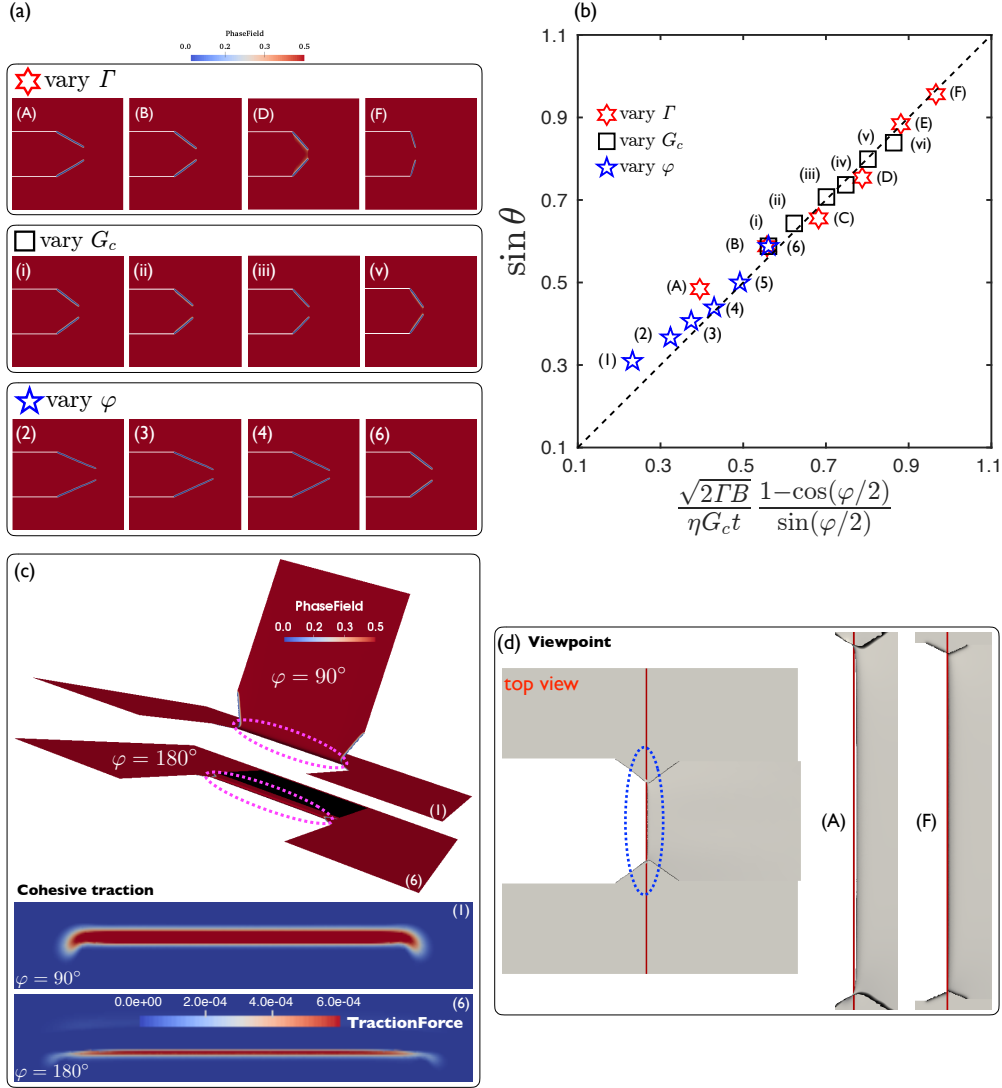 (a)
PhaseField
0.0 0.2 0.3 0.5
vary Γ
(A) (B) (D) (F)
vary G_c
(i) (ii) (iii) (v)
vary φ
(2) (3) (4) (6)
(b)
1.1
0.9
0.7
0.5
0.3
0.1
sin θ
vary Γ
vary G_c
vary φ
(F)
(E)
(v)
(vi)
(iv)
(D)
(iii)
(ii)
(C)
(i)
(B)
(6)
(5)
(A)
(4)
(2)
(3)
(1)
0.1 0.3 0.5 0.7 0.9 1.1
√2ΓB 1−cos(φ/2)
ηG_ct sin(φ/2)
(c)
PhaseField
0.0 0.2 0.3 0.5
φ = 90°
φ = 180°
(1)
(6)
Cohesive traction
(1)
φ = 90°
0.0e+00 2.0e-04 4.0e-04 6.0e-04
(6)
TractionForce
φ = 180°
(d) Viewpoint
top view
(A) (F)